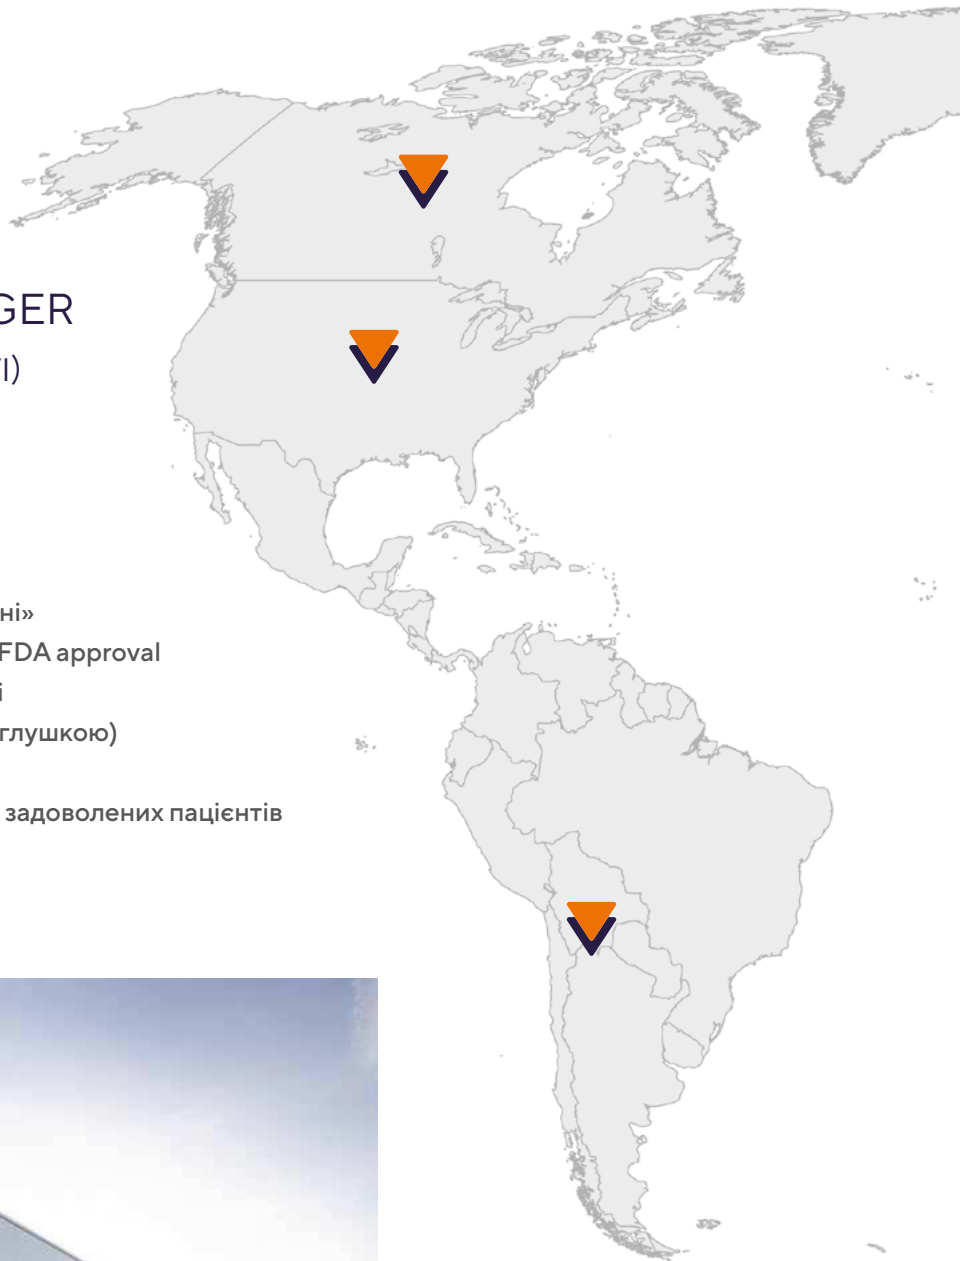 GER
I)
ні»
FDA approval
і
глушкою)
задоволених пацієнтів